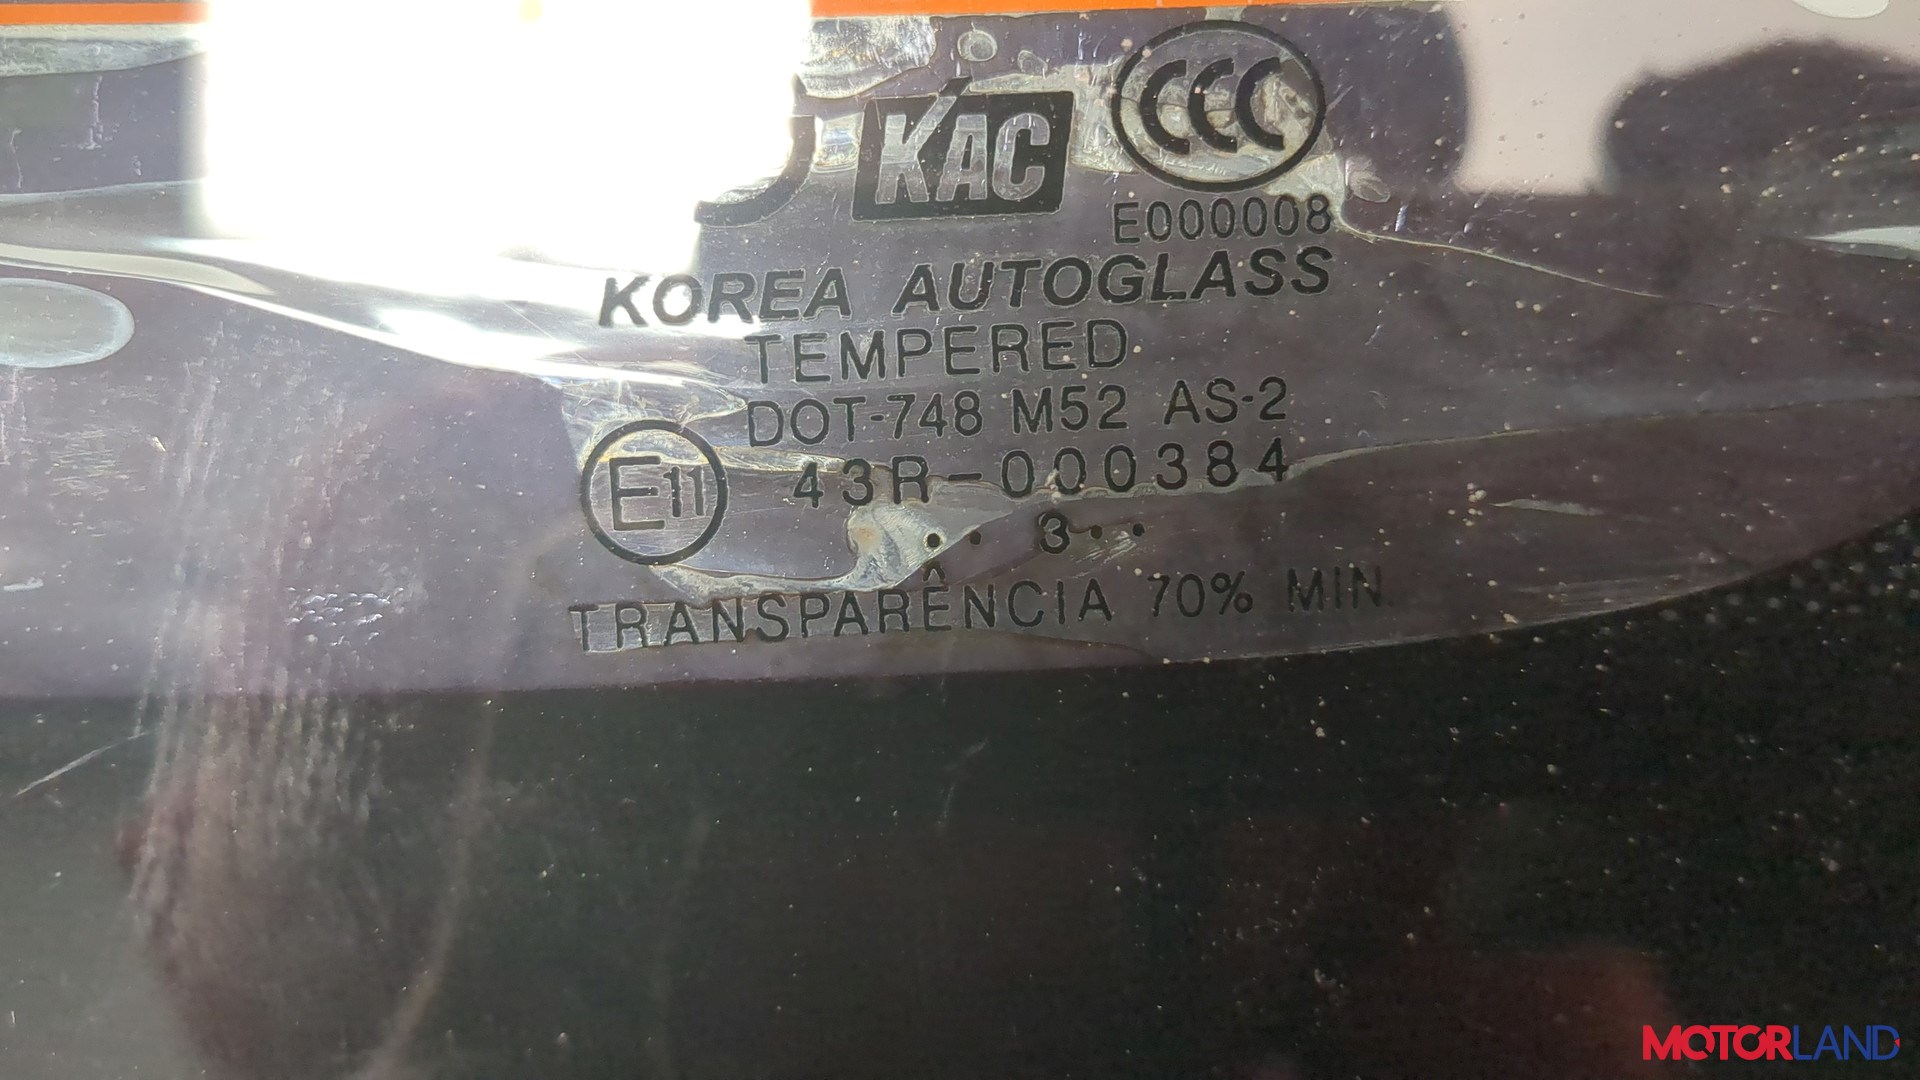 KAC CCC
E000008
KOREA AUTOGLASS
TEMPERED
DOT-748 M52 AS-2
E11 43R-000384
. . 3 . .
TRANSPARÊNCIA 70% MIN.
MOTORLAND